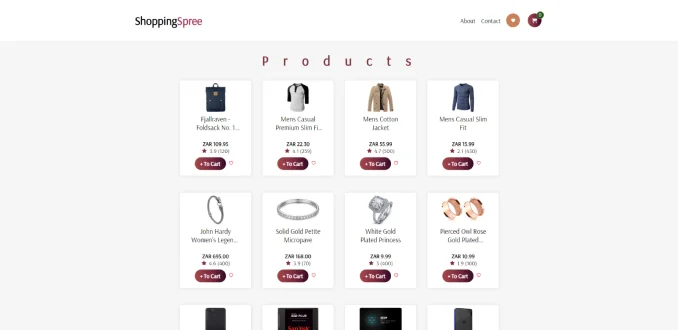 ShoppingSpree
About Contact
Products
Fjallraven -
Foldsack No. 1...
ZAR 109.95
3.9 (120)
+ To Cart
Mens Casual
Premium Slim Fi...
ZAR 22.30
4.1 (259)
+ To Cart
Mens Cotton
Jacket
ZAR 55.99
4.7 (500)
+ To Cart
Mens Casual Slim
Fit
ZAR 15.99
2.1 (430)
+ To Cart
John Hardy
Women's Legen...
ZAR 695.00
4.6 (400)
+ To Cart
Solid Gold Petite
Micropave
ZAR 168.00
3.9 (70)
+ To Cart
White Gold
Plated Princess
ZAR 9.99
3 (400)
+ To Cart
Pierced Owl Rose
Gold Plated...
ZAR 10.99
1.9 (100)
+ To Cart
SanDisk